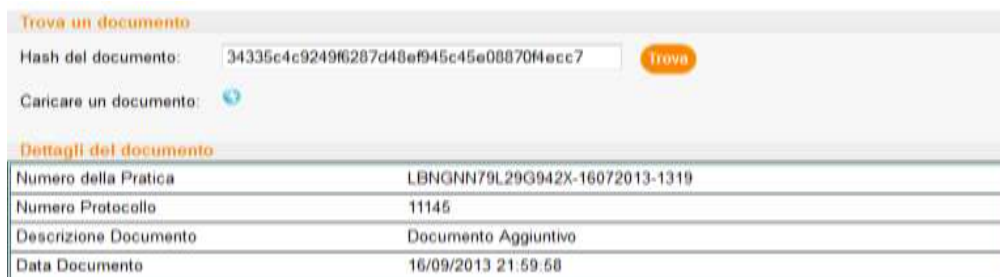 Trova un documento
Hash del documento: 34335c4c9249f6287d48ef945c45e08870f4ecc7 Trova
Caricare un documento:
Dettagli del documento
Numero della Pratica LBNGNN79L29G942X-16072013-1319
Numero Protocollo 11145
Descrizione Documento Documento Aggiuntivo
Data Documento 16/09/2013 21:59:58